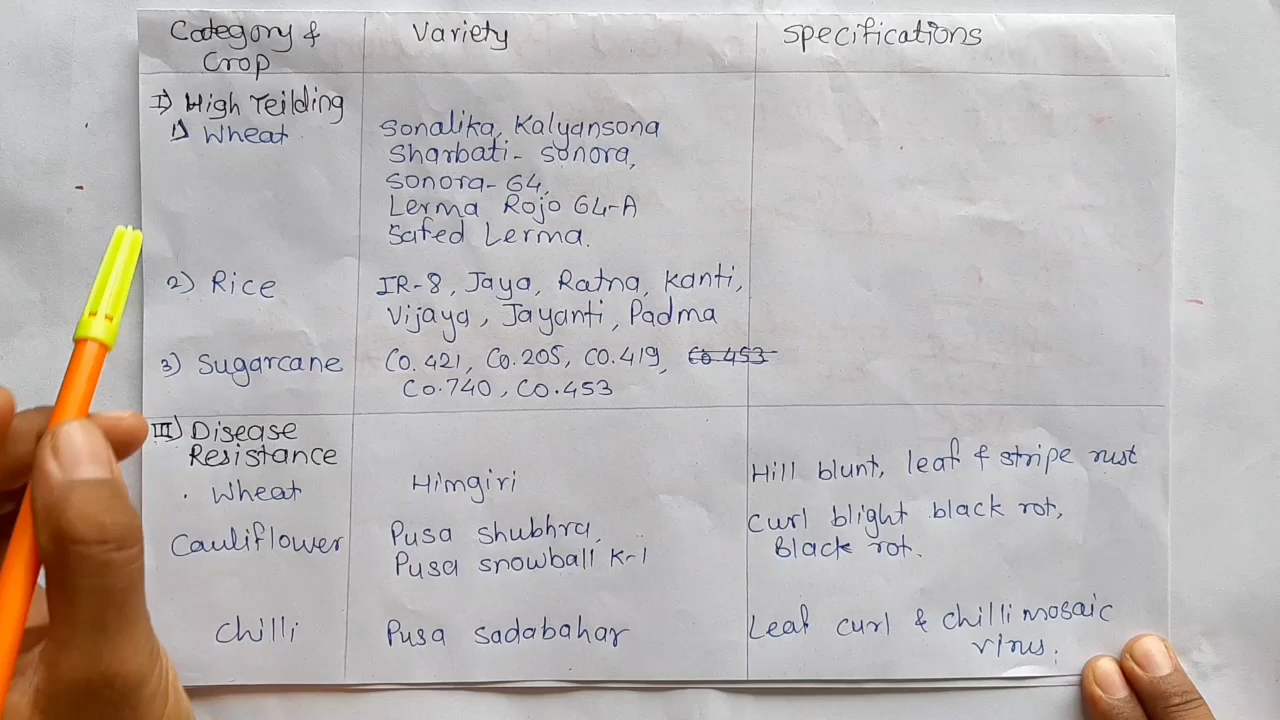 Category & Variety Specifications
Crop
I) High Yeilding
1) Wheat Sonalika, Kalyansona
Sharbati- sonora,
Sonora- 64,
Lerma Rojo 64-A
Safed Lerma.
2) Rice IR-8, Jaya, Ratna, Kanti,
Vijaya, Jayanti, Padma
3) Sugarcane CO. 421, CO. 205, CO. 419, CO 453
CO.740, CO.453
II) Disease
Resistance
. Wheat Himgiri Hill blunt, leaf & stripe rust
Cauliflower Pusa shubhra, Curl blight black rot,
Pusa snowball K-1 Black rot.
Chilli Pusa sadabahar Leaf curl & chilli mosaic
virus.